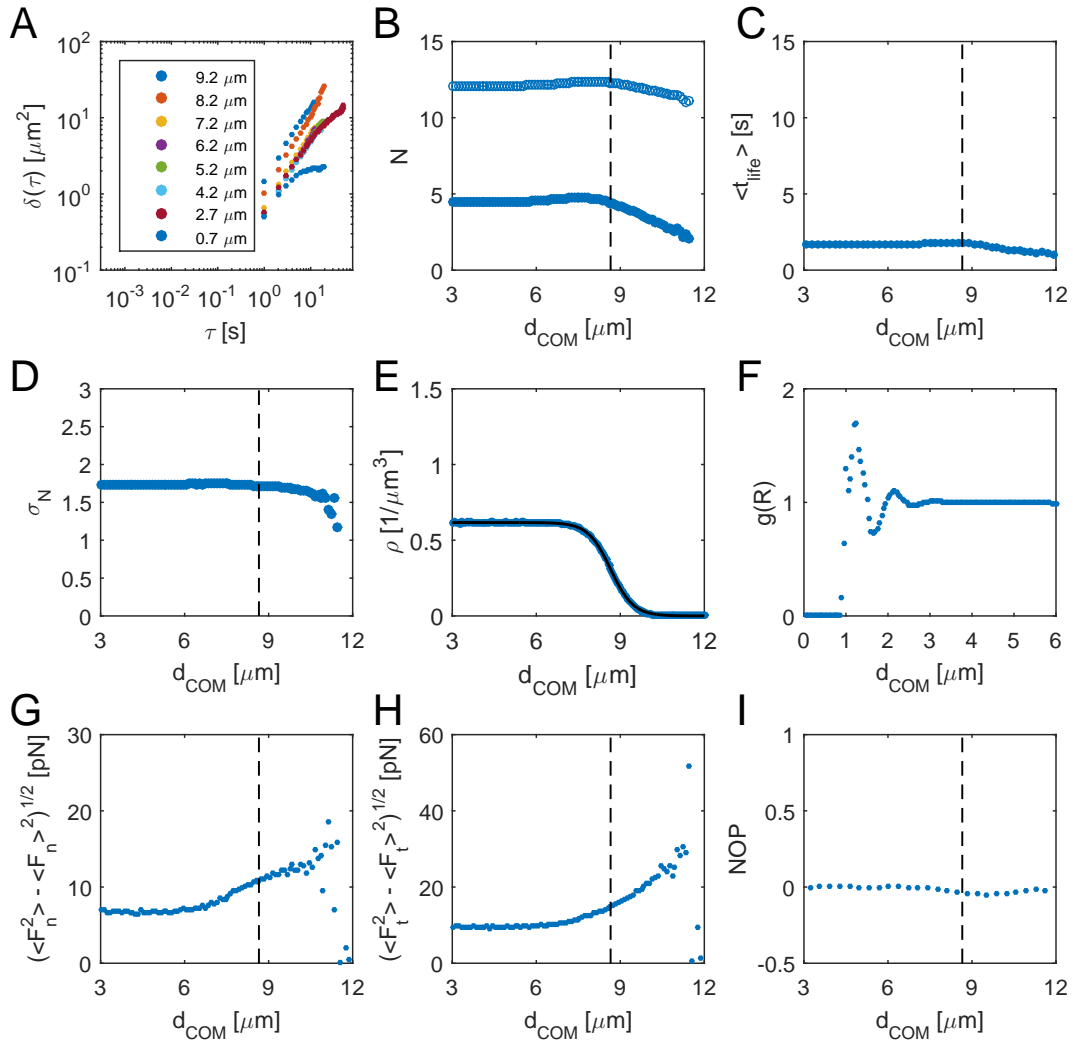 A
10^2
10^1
10^0
10^-1
δ(τ) [μm^2]
9.2 μm
8.2 μm
7.2 μm
6.2 μm
5.2 μm
4.2 μm
2.7 μm
0.7 μm
10^-3 10^-2 10^-1 10^0 10^1
τ [s]
B
15
10
5
0
N
3 6 9 12
d_COM [μm]
C
15
10
5
0
<t_life> [s]
3 6 9 12
d_COM [μm]
D
3
2.5
2
1.5
1
0.5
0
σ_N
3 6 9 12
d_COM [μm]
E
1.5
1
0.5
0
ρ [1/μm^3]
3 6 9 12
d_COM [μm]
F
2
1
0
g(R)
0 1 2 3 4 5 6
d_COM [μm]
G
30
20
10
0
(<F_n^2> - <F_n>^2)^1/2 [pN]
3 6 9 12
d_COM [μm]
H
60
40
20
0
(<F_t^2> - <F_t>^2)^1/2 [pN]
3 6 9 12
d_COM [μm]
I
1
0.5
0
-0.5
NOP
3 6 9 12
d_COM [μm]